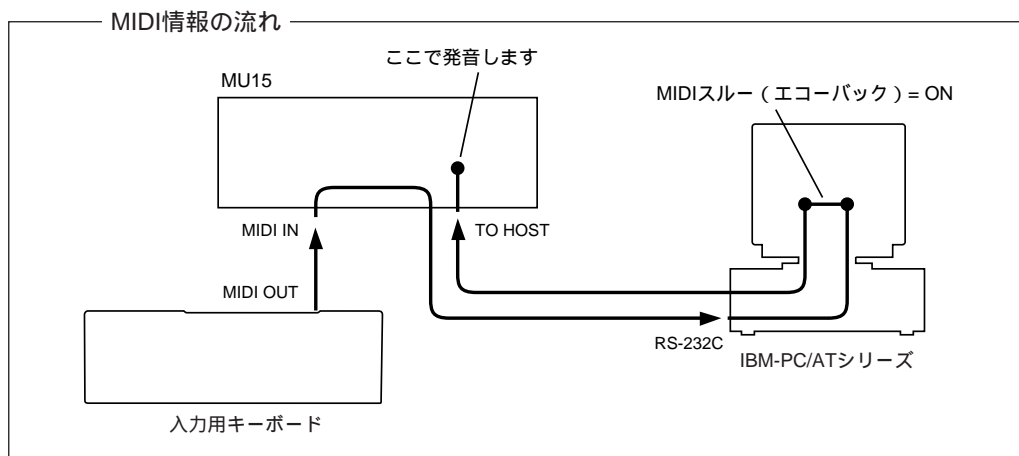 MIDI情報の流れ
ここで発音します
MU15
MIDIスルー（エコーバック）= ON
MIDI IN
TO HOST
MIDI OUT
RS-232C
IBM-PC/ATシリーズ
入力用キーボード